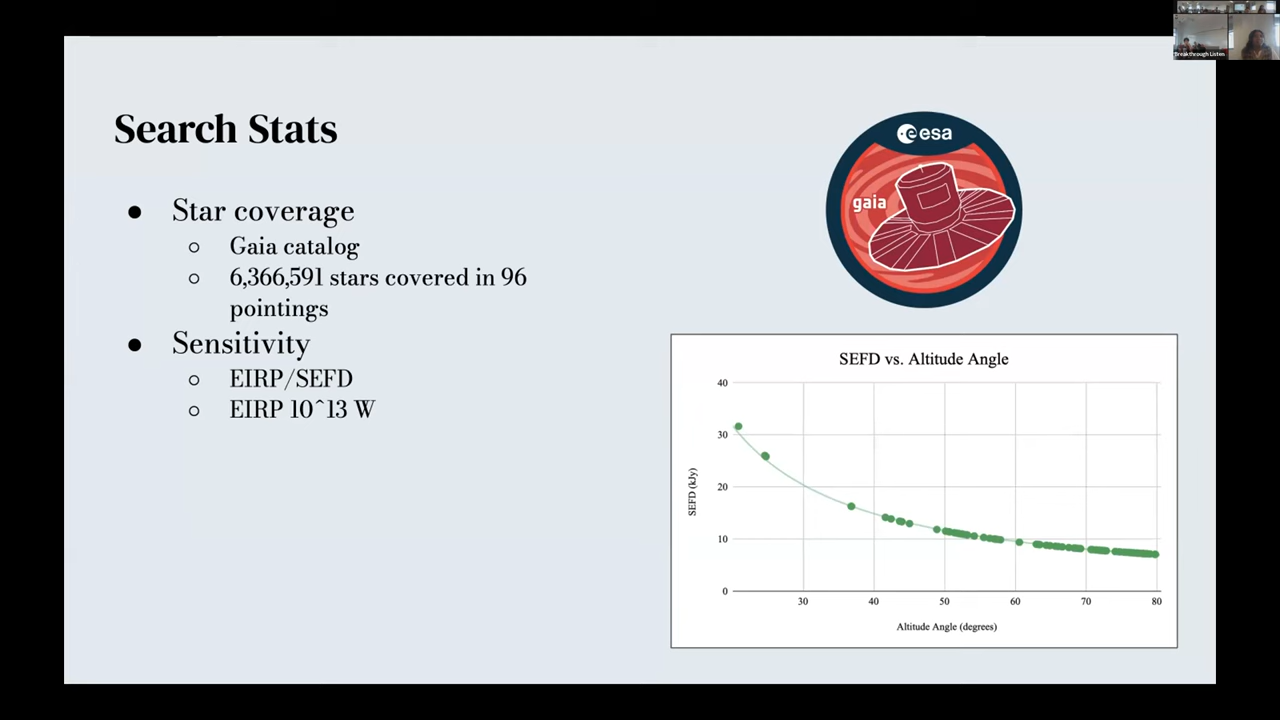 Breakthrough Listen
Search Stats
● Star coverage
○ Gaia catalog
○ 6,366,591 stars covered in 96
pointings
● Sensitivity
○ EIRP/SEFD
○ EIRP 10^13 W
esa
gaia
SEFD vs. Altitude Angle
SEFD (kJy)
40
30
20
10
0
30 40 50 60 70 80
Altitude Angle (degrees)